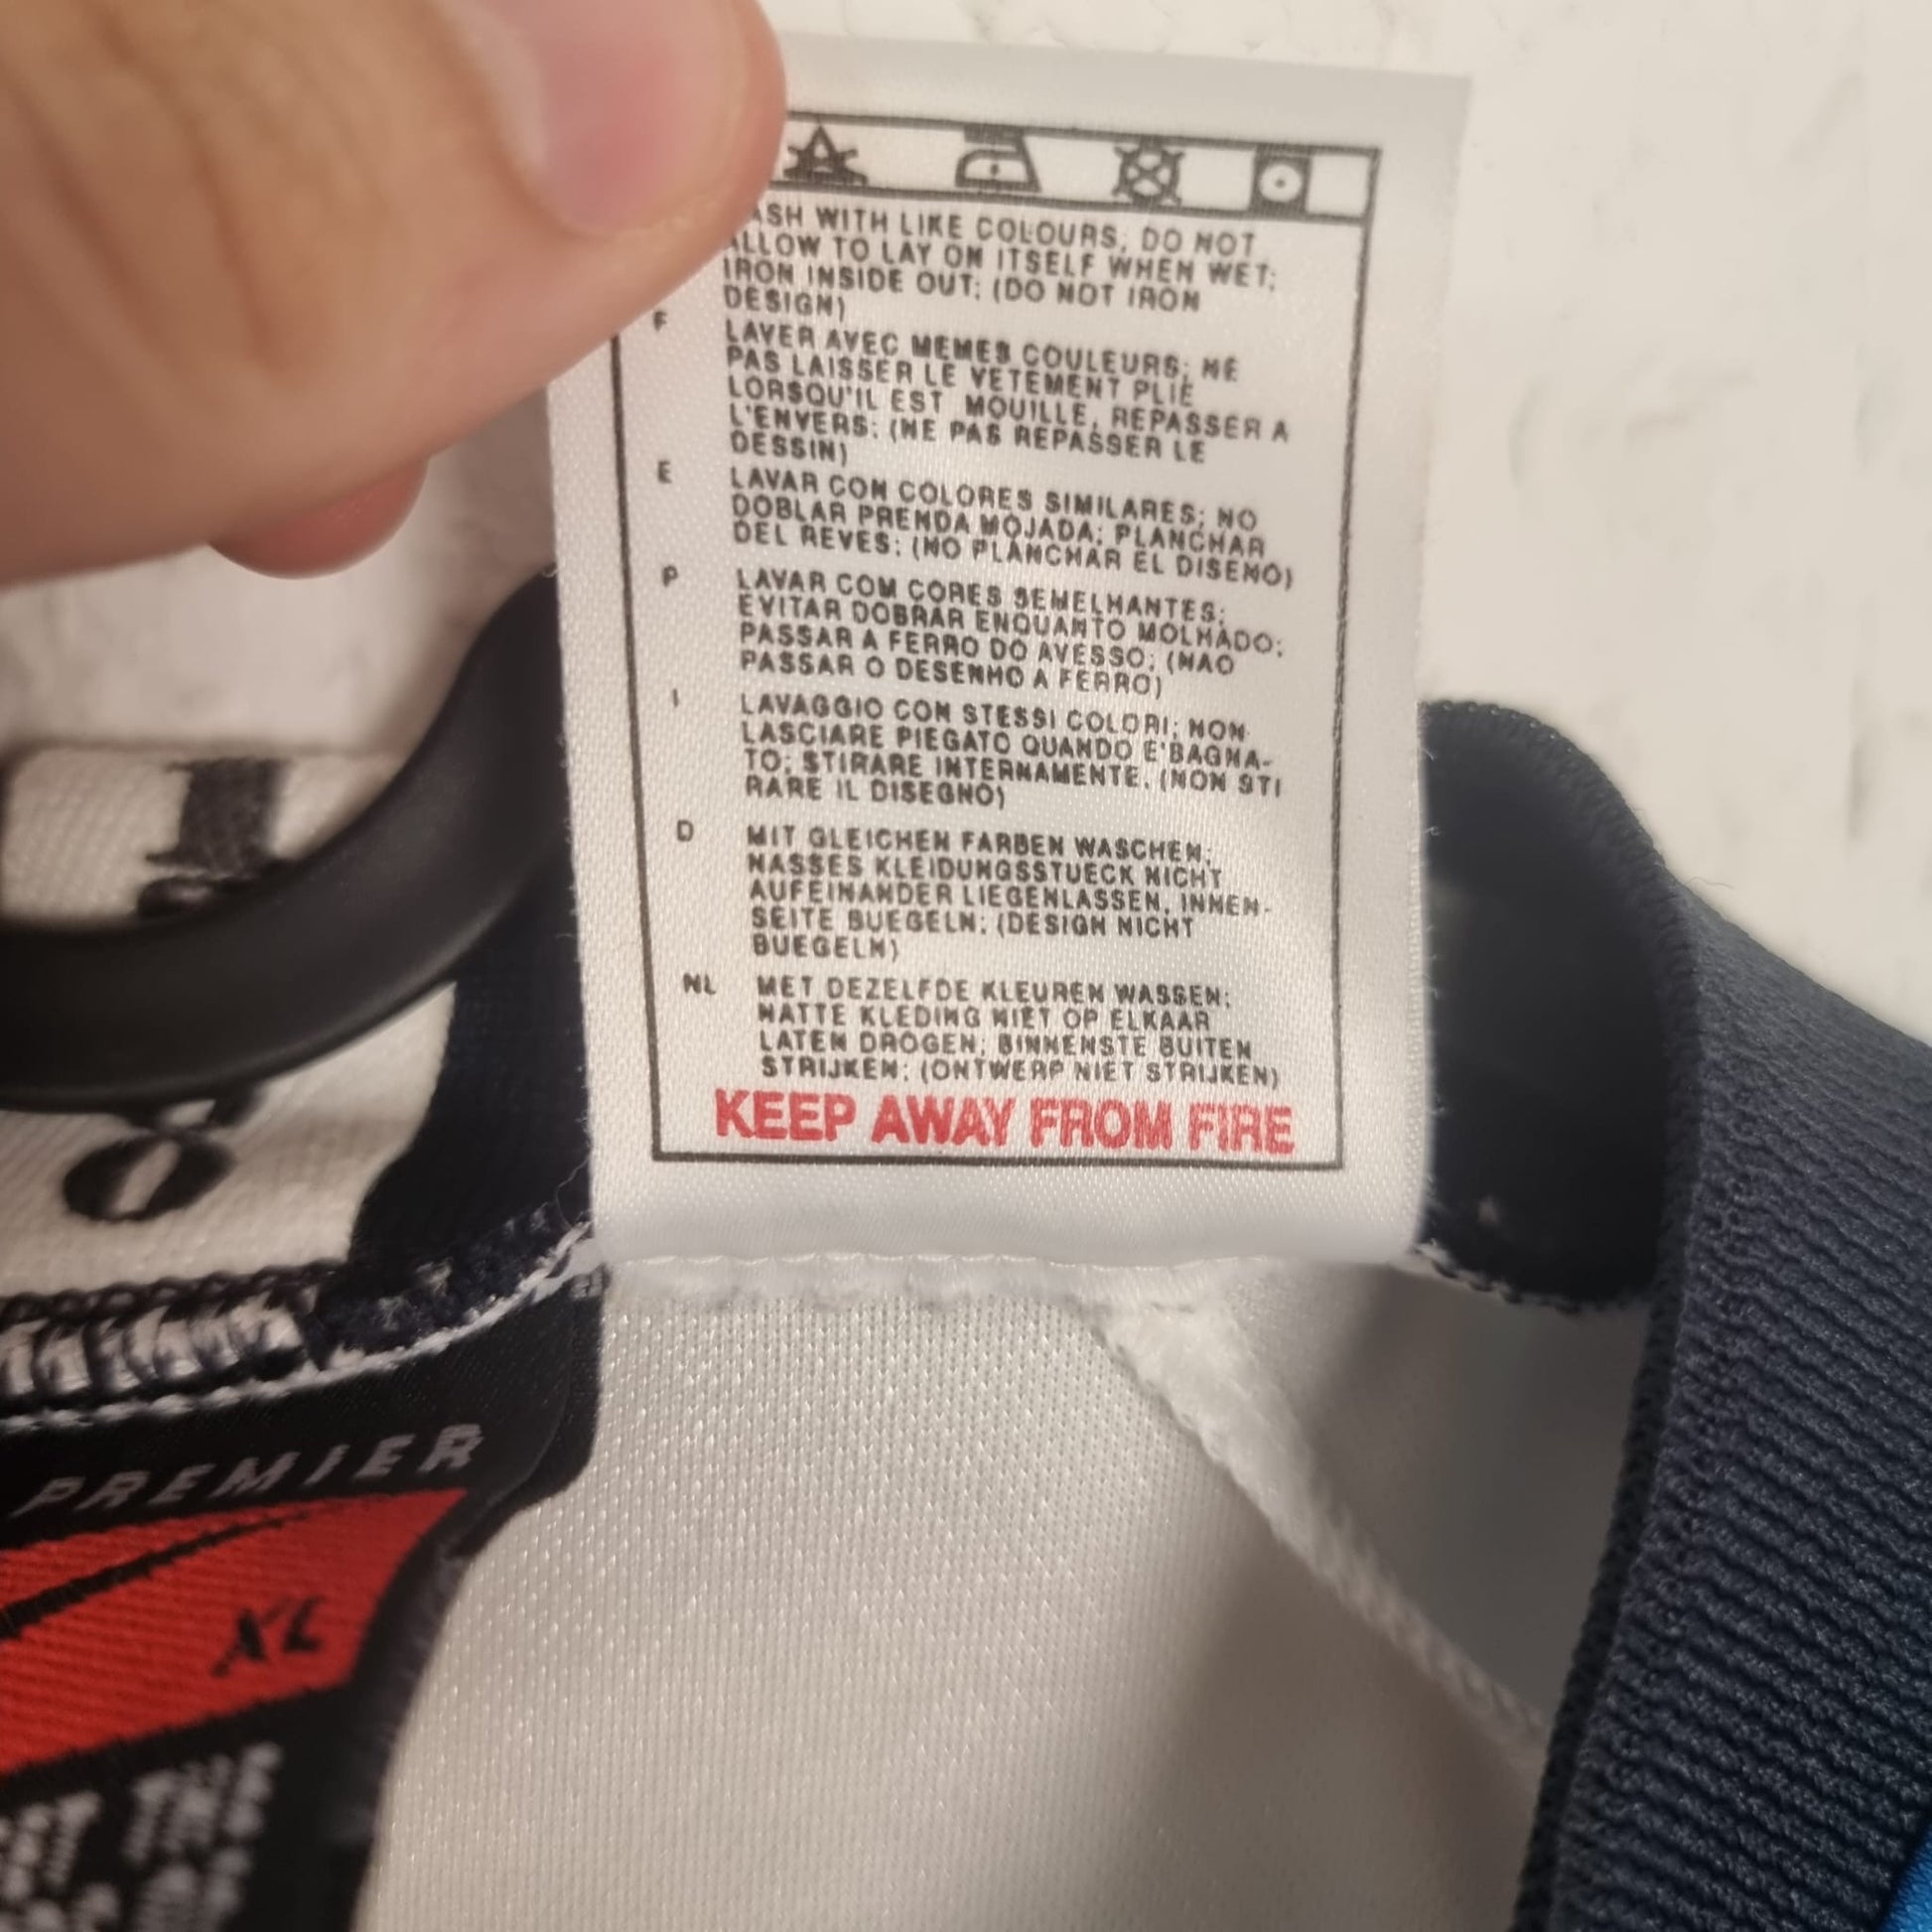 ASH WITH LIKE COLOURS; DO NOT
ALLOW TO LAY ON ITSELF WHEN WET;
IRON INSIDE OUT; (DO NOT IRON
DESIGN)
F LAVER AVEC MEMES COULEURS; NE
PAS LAISSER LE VETEMENT PLIE
LORSQU'IL EST MOUILLE, REPASSER A
L'ENVERS; (NE PAS REPASSER LE
DESSIN)
E LAVAR CON COLORES SIMILARES; NO
DOBLAR PRENDA MOJADA; PLANCHAR
DEL REVES; (NO PLANCHAR EL DISENO)
P LAVAR COM CORES SEMELHANTES;
EVITAR DOBRAR ENQUANTO MOLHADO;
PASSAR A FERRO DO AVESSO; (NAO
PASSAR O DESENHO A FERRO)
I LAVAGGIO CON STESSI COLORI; NON
LASCIARE PIEGATO QUANDO E'BAGNA-
TO; STIRARE INTERNAMENTE. (NON STI
RARE IL DISEGNO)
D MIT GLEICHEN FARBEN WASCHEN;
NASSES KLEIDUNGSSTUECK NICHT
AUFEINANDER LIEGENLASSEN, INNEN-
SEITE BUEGELN; (DESIGN NICHT
BUEGELN)
NL MET DEZELFDE KLEUREN WASSEN;
NATTE KLEDING NIET OP ELKAAR
LATEN DROGEN; BINNENSTE BUITEN
STRIJKEN; (ONTWERP NIET STRIJKEN)
KEEP AWAY FROM FIRE
PREMIER
XL